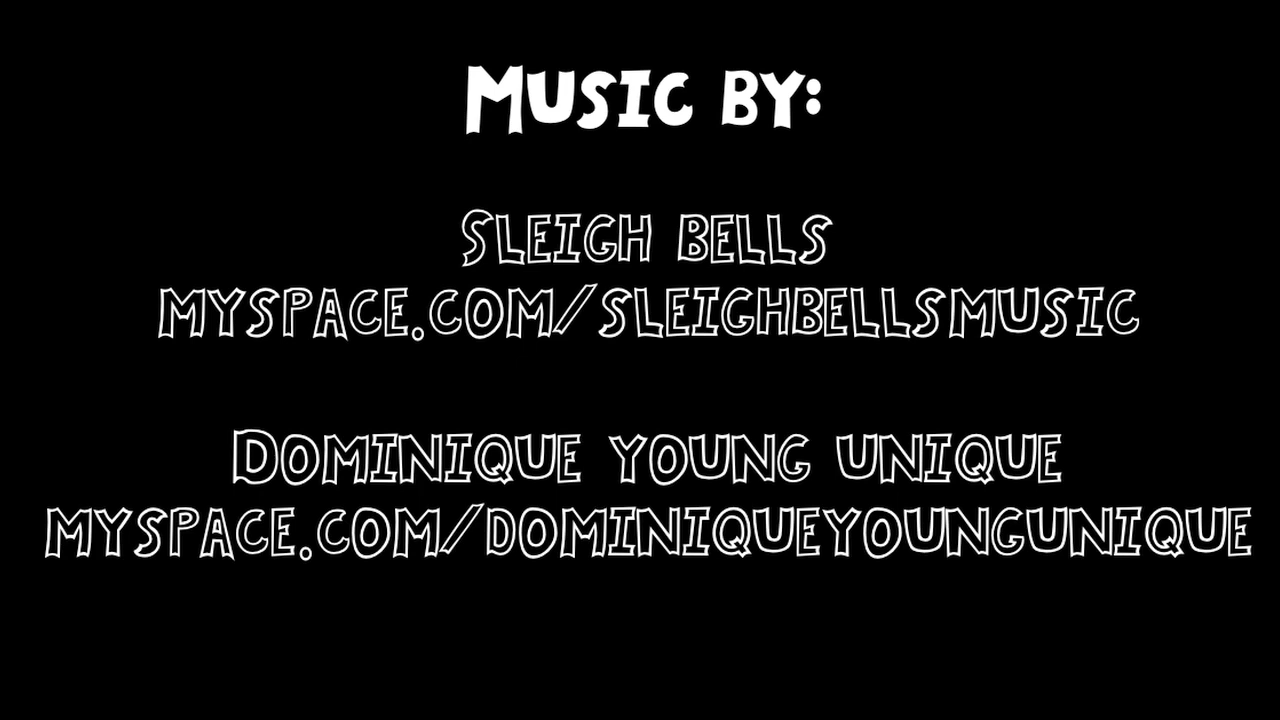 Music by:
Sleigh bells
myspace.com/sleighbellsmusic
Dominique young unique
myspace.com/dominiqueyoungunique